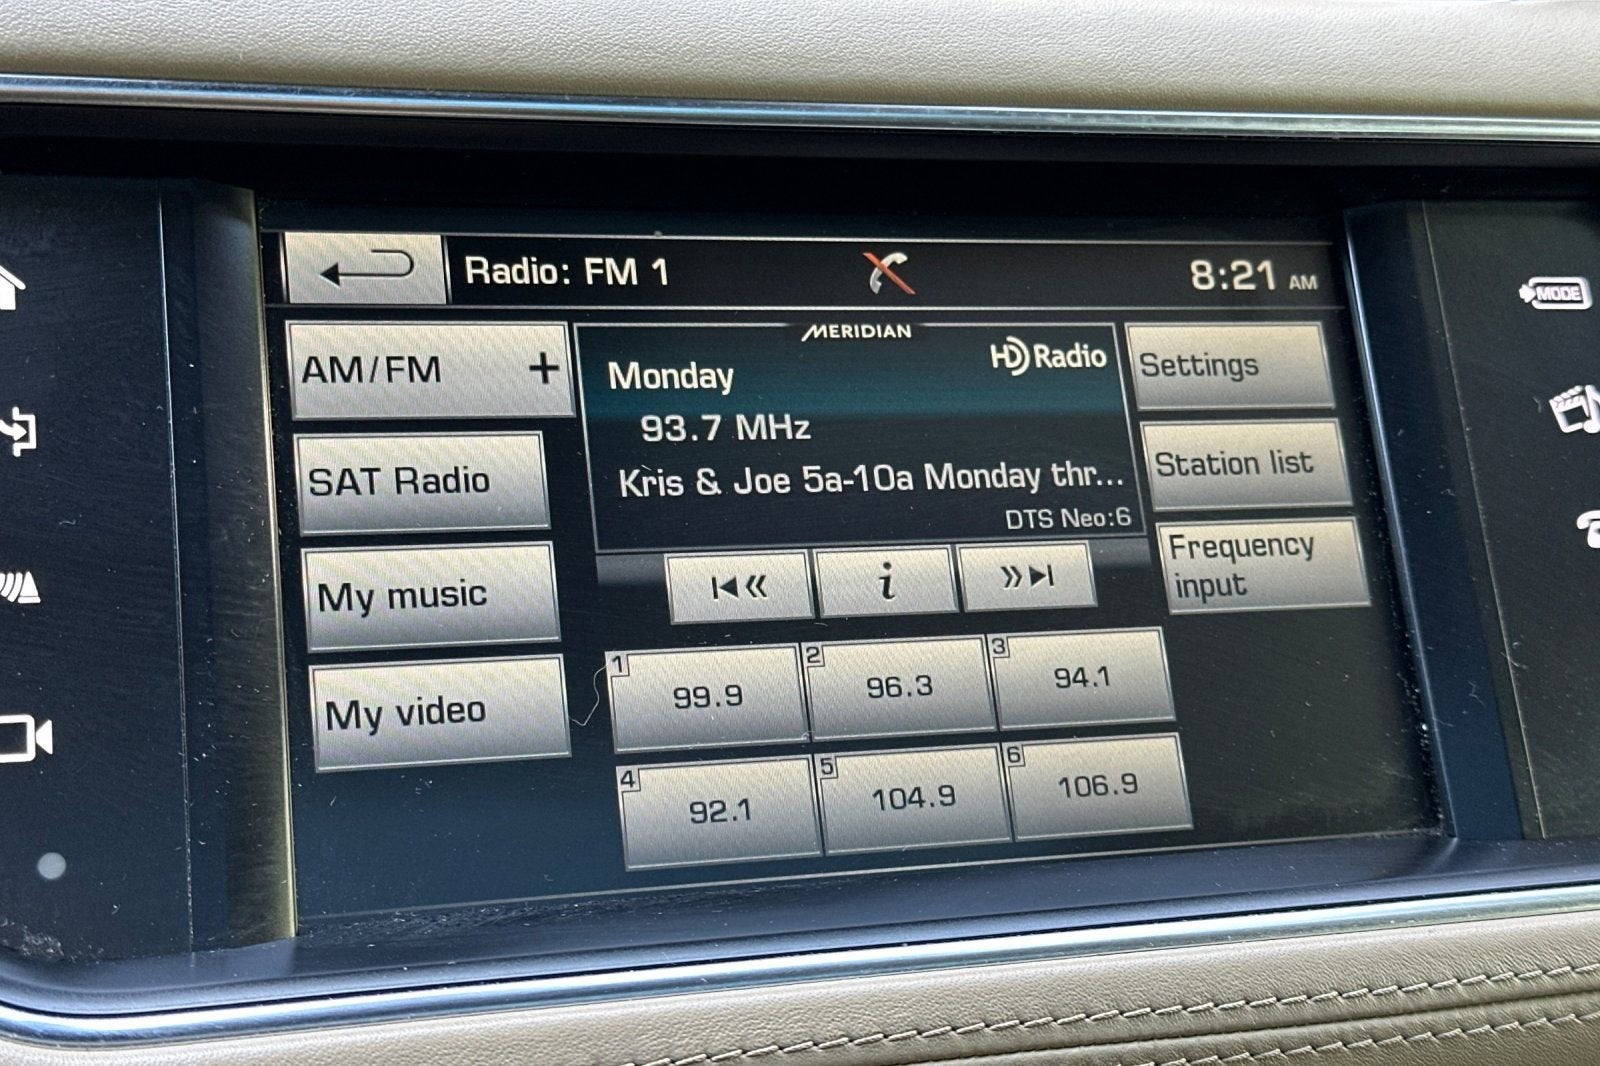 Radio: FM 1
8:21 AM
MODE
AM/FM +
SAT Radio
My music
My video
MERIDIAN
HD Radio
Monday
93.7 MHz
Kris & Joe 5a-10a Monday thr...
DTS Neo:6
i
Settings
Station list
Frequency
input
1 99.9
2 96.3
3 94.1
4 92.1
5 104.9
6 106.9